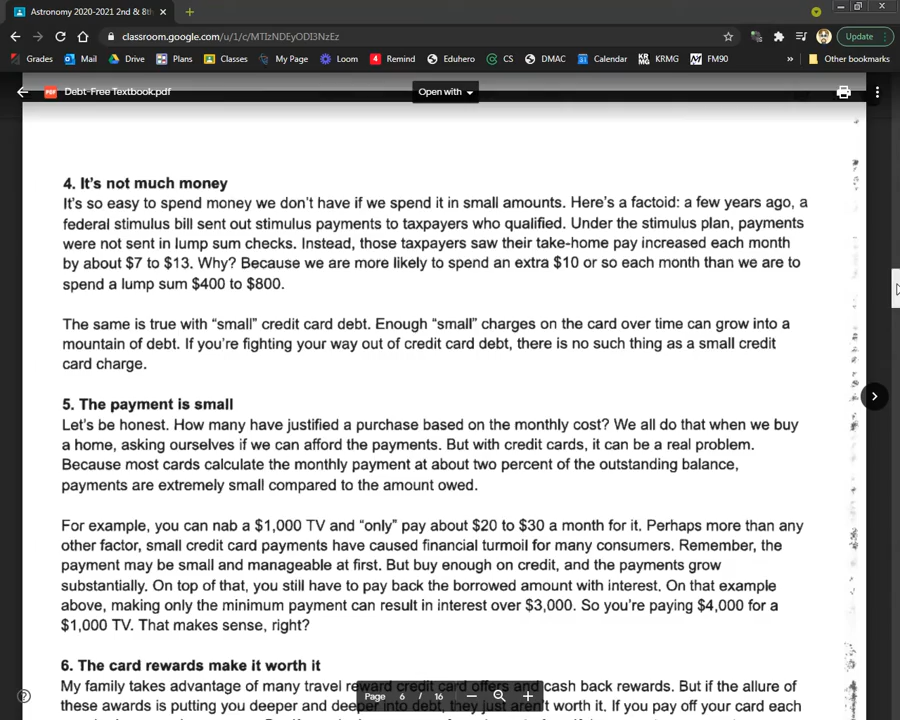 Astronomy 2020-2021 2nd & 8th
classroom.google.com/u/1/c/MTIzNDEyODI3NzEz
Update
Grades Mail Drive Plans Classes My Page Loom Remind Eduhero CS DMAC Calendar KRMG FM90 » Other bookmarks
Debt-Free Textbook.pdf
Open with
4. It's not much money
It's so easy to spend money we don't have if we spend it in small amounts. Here's a factoid: a few years ago, a
federal stimulus bill sent out stimulus payments to taxpayers who qualified. Under the stimulus plan, payments
were not sent in lump sum checks. Instead, those taxpayers saw their take-home pay increased each month
by about $7 to $13. Why? Because we are more likely to spend an extra $10 or so each month than we are to
spend a lump sum $400 to $800.
The same is true with “small” credit card debt. Enough “small” charges on the card over time can grow into a
mountain of debt. If you're fighting your way out of credit card debt, there is no such thing as a small credit
card charge.
5. The payment is small
Let's be honest. How many have justified a purchase based on the monthly cost? We all do that when we buy
a home, asking ourselves if we can afford the payments. But with credit cards, it can be a real problem.
Because most cards calculate the monthly payment at about two percent of the outstanding balance,
payments are extremely small compared to the amount owed.
For example, you can nab a $1,000 TV and “only” pay about $20 to $30 a month for it. Perhaps more than any
other factor, small credit card payments have caused financial turmoil for many consumers. Remember, the
payment may be small and manageable at first. But buy enough on credit, and the payments grow
substantially. On top of that, you still have to pay back the borrowed amount with interest. On that example
above, making only the minimum payment can result in interest over $3,000. So you're paying $4,000 for a
$1,000 TV. That makes sense, right?
6. The card rewards make it worth it
My family takes advantage of many travel reward credit card offers and cash back rewards. But if the allure of
Page 6 / 16
these awards is putting you deeper and deeper into debt, they just aren't worth it. If you pay off your card each